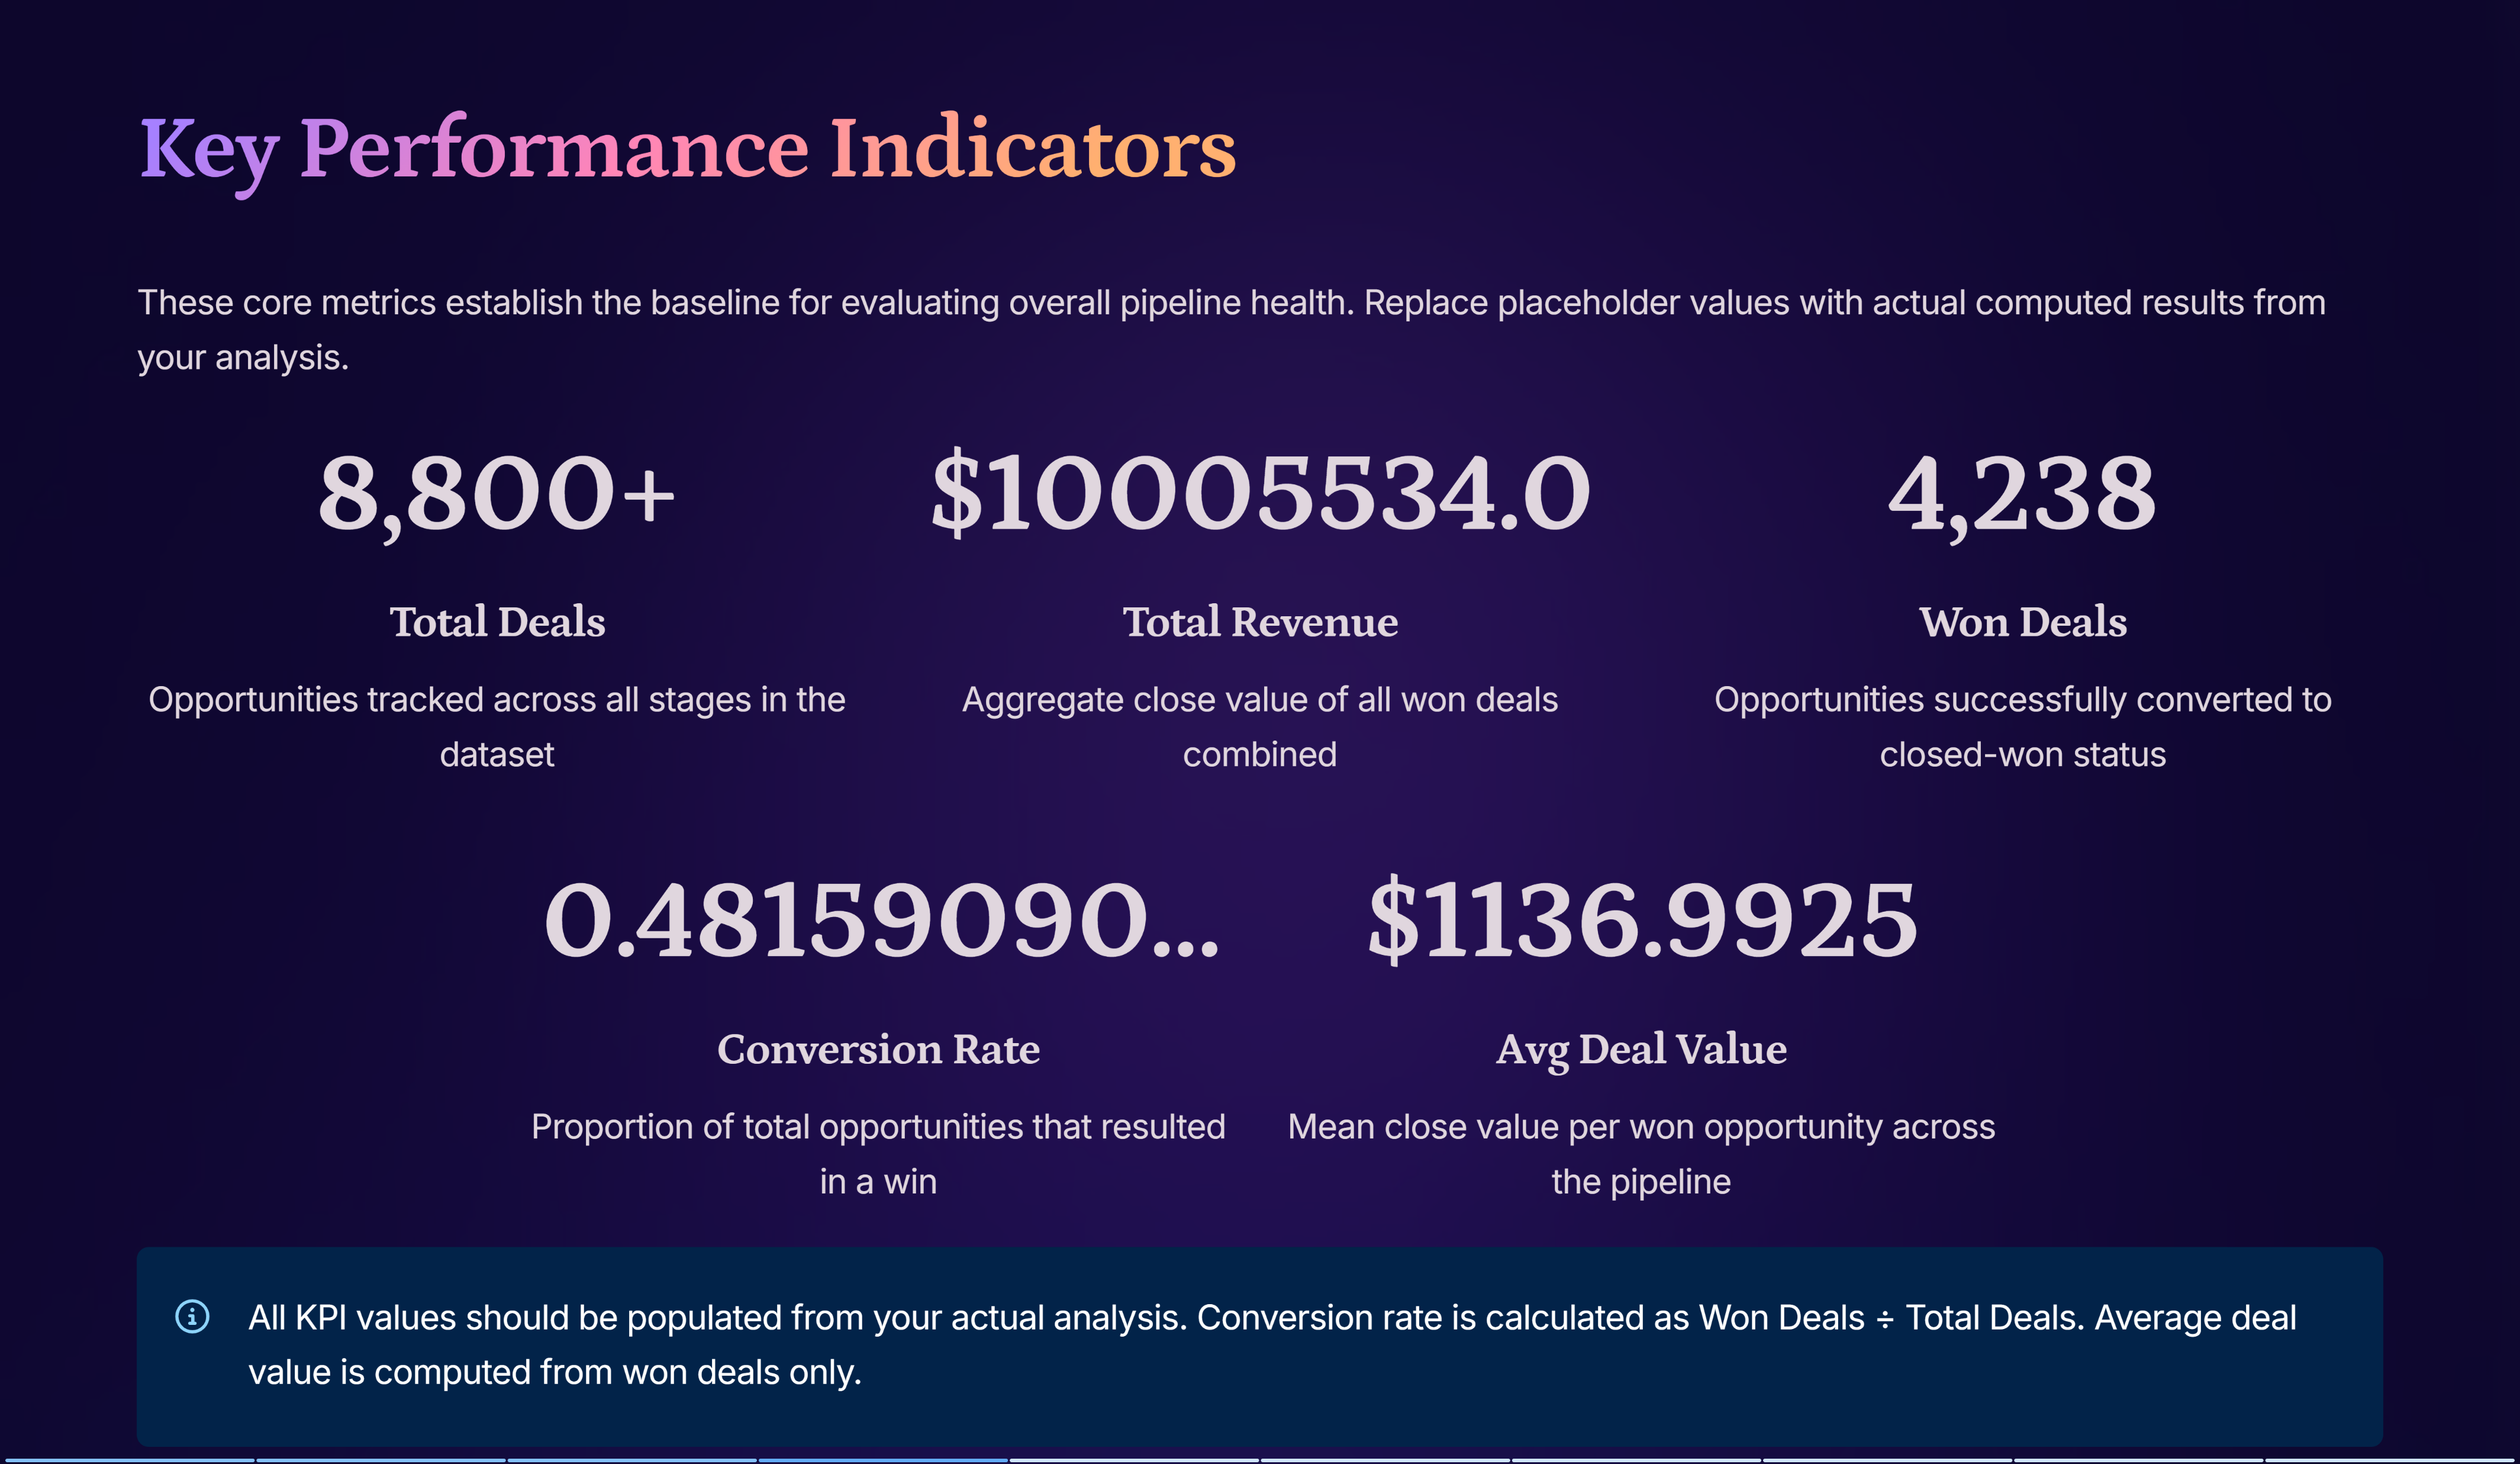 Key Performance Indicators
These core metrics establish the baseline for evaluating overall pipeline health. Replace placeholder values with actual computed results from
your analysis.
8,800+
Total Deals
Opportunities tracked across all stages in the
dataset
$10005534.0
Total Revenue
Aggregate close value of all won deals
combined
4,238
Won Deals
Opportunities successfully converted to
closed-won status
0.48159090...
Conversion Rate
Proportion of total opportunities that resulted
in a win
$1136.9925
Avg Deal Value
Mean close value per won opportunity across
the pipeline
All KPI values should be populated from your actual analysis. Conversion rate is calculated as Won Deals ÷ Total Deals. Average deal
value is computed from won deals only.